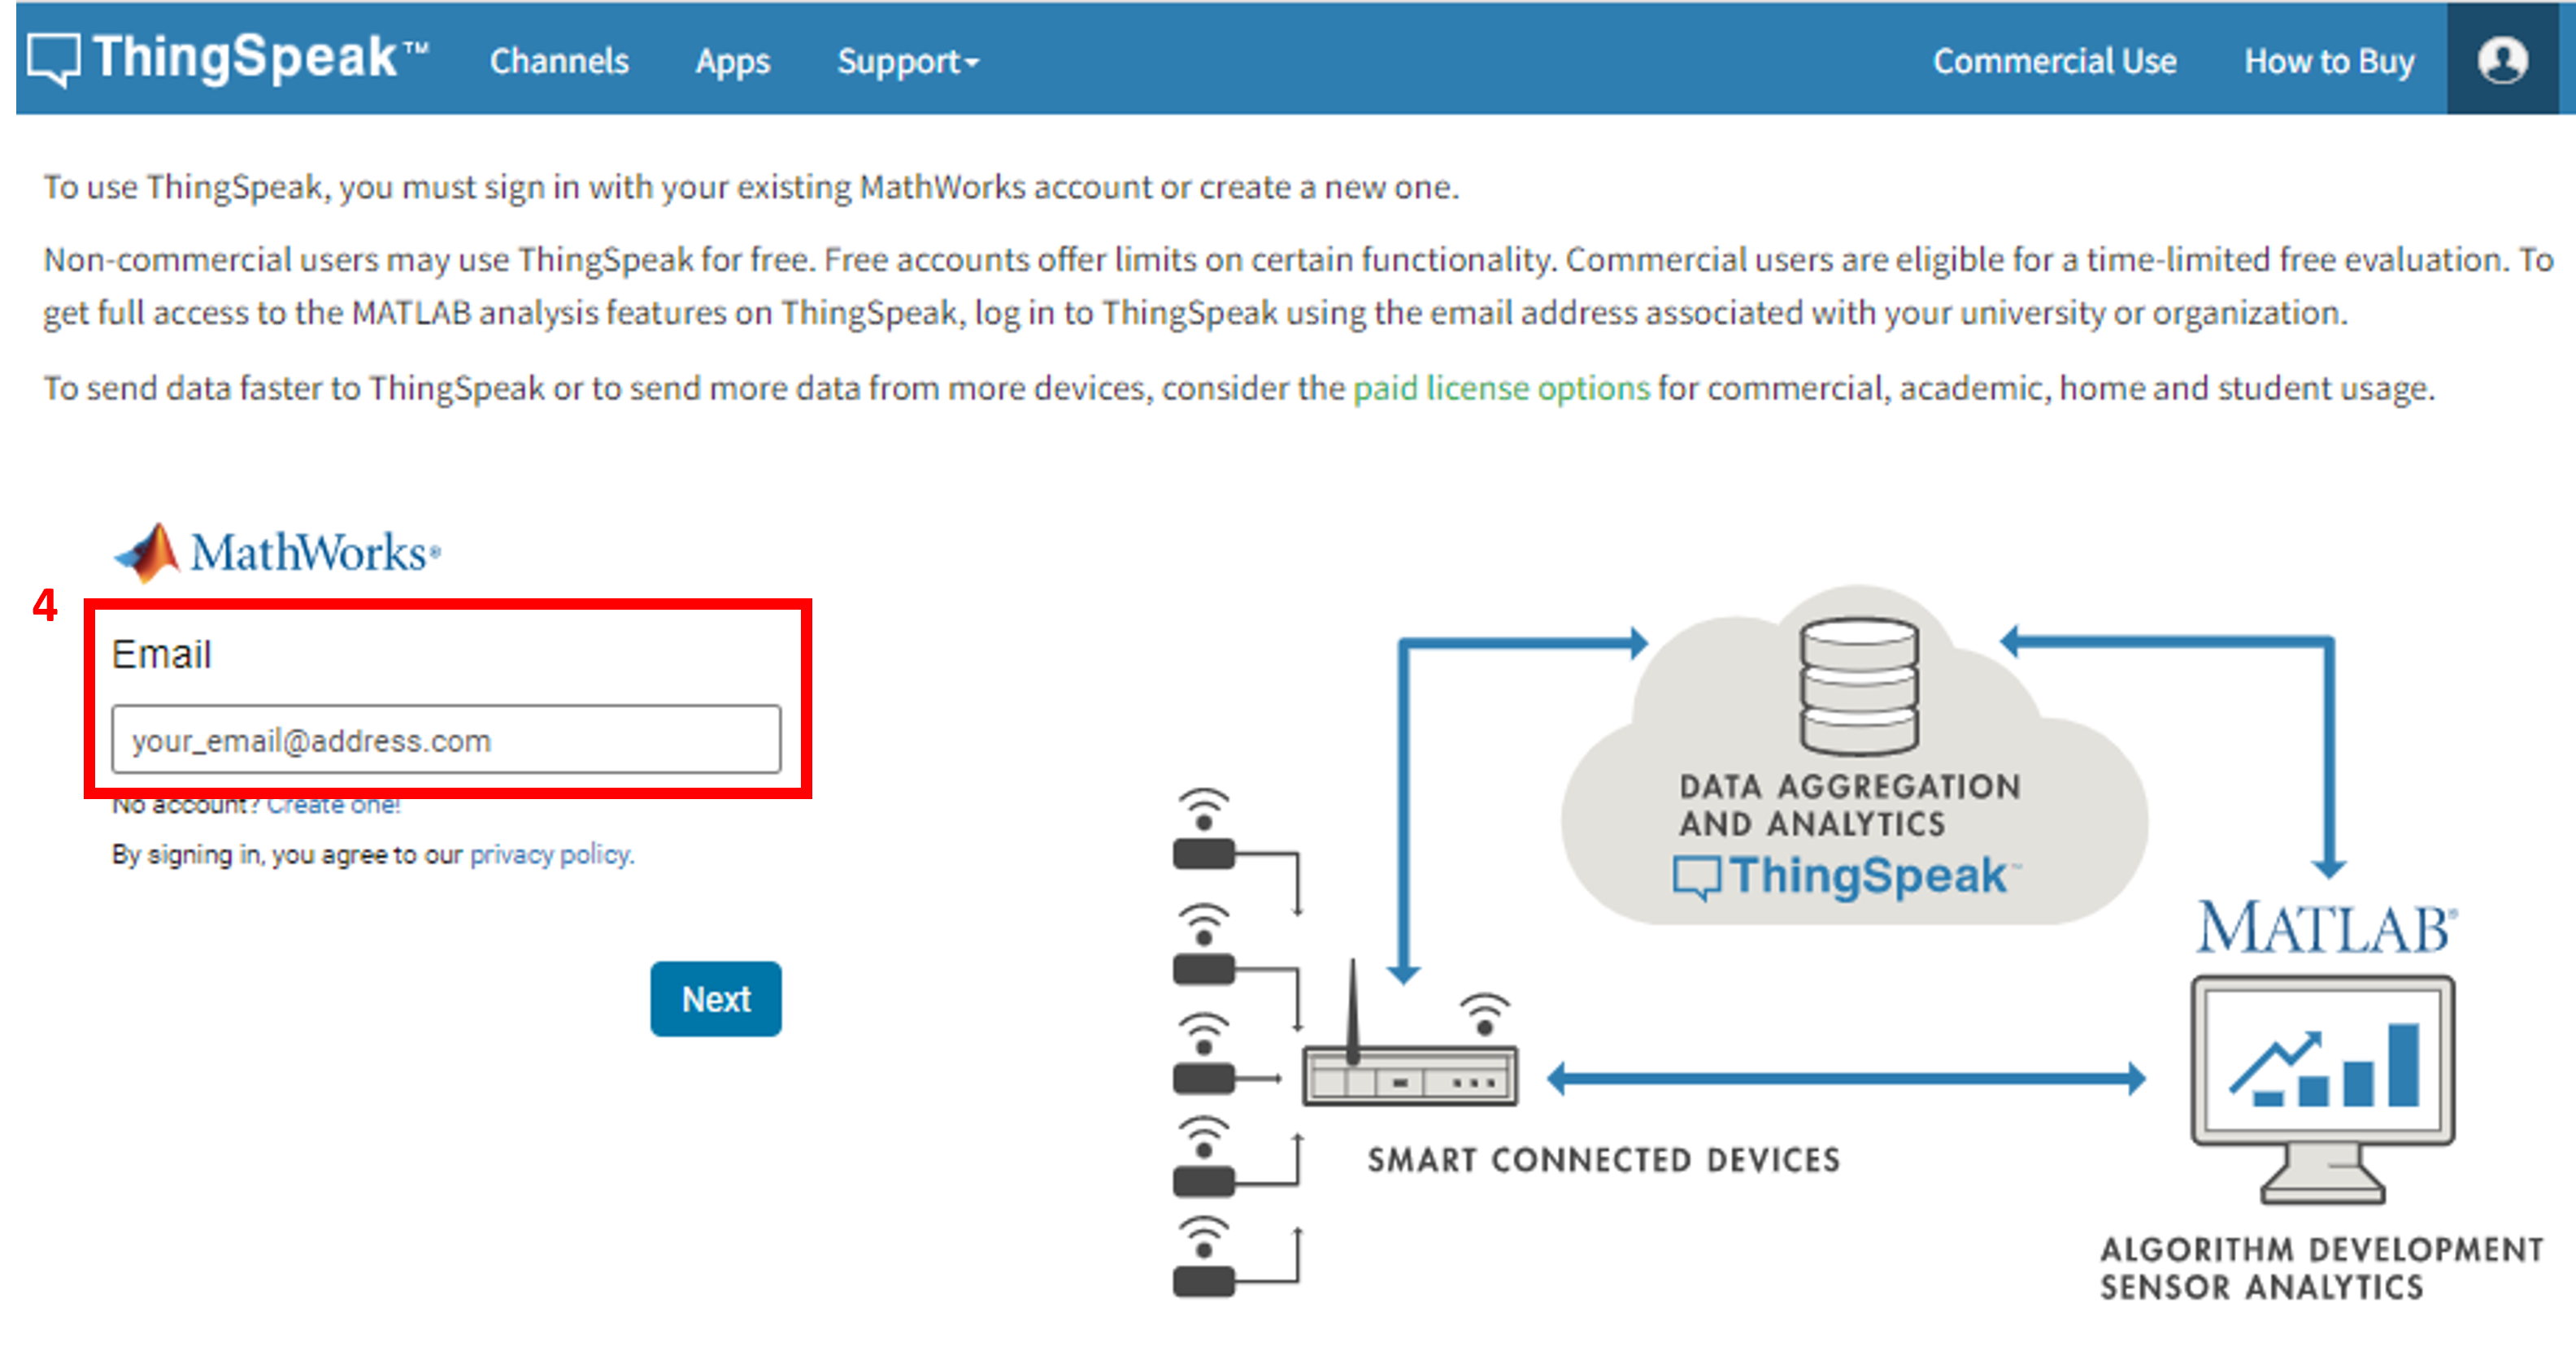 ThingSpeak™ Channels Apps Support Commercial Use How to Buy
To use ThingSpeak, you must sign in with your existing MathWorks account or create a new one.
Non-commercial users may use ThingSpeak for free. Free accounts offer limits on certain functionality. Commercial users are eligible for a time-limited free evaluation. To
get full access to the MATLAB analysis features on ThingSpeak, log in to ThingSpeak using the email address associated with your university or organization.
To send data faster to ThingSpeak or to send more data from more devices, consider the paid license options for commercial, academic, home and student usage.
MathWorks®
4
Email
your_email@address.com
No account? Create one!
By signing in, you agree to our privacy policy.
Next
DATA AGGREGATION
AND ANALYTICS
ThingSpeak™
MATLAB®
SMART CONNECTED DEVICES
ALGORITHM DEVELOPMENT
SENSOR ANALYTICS